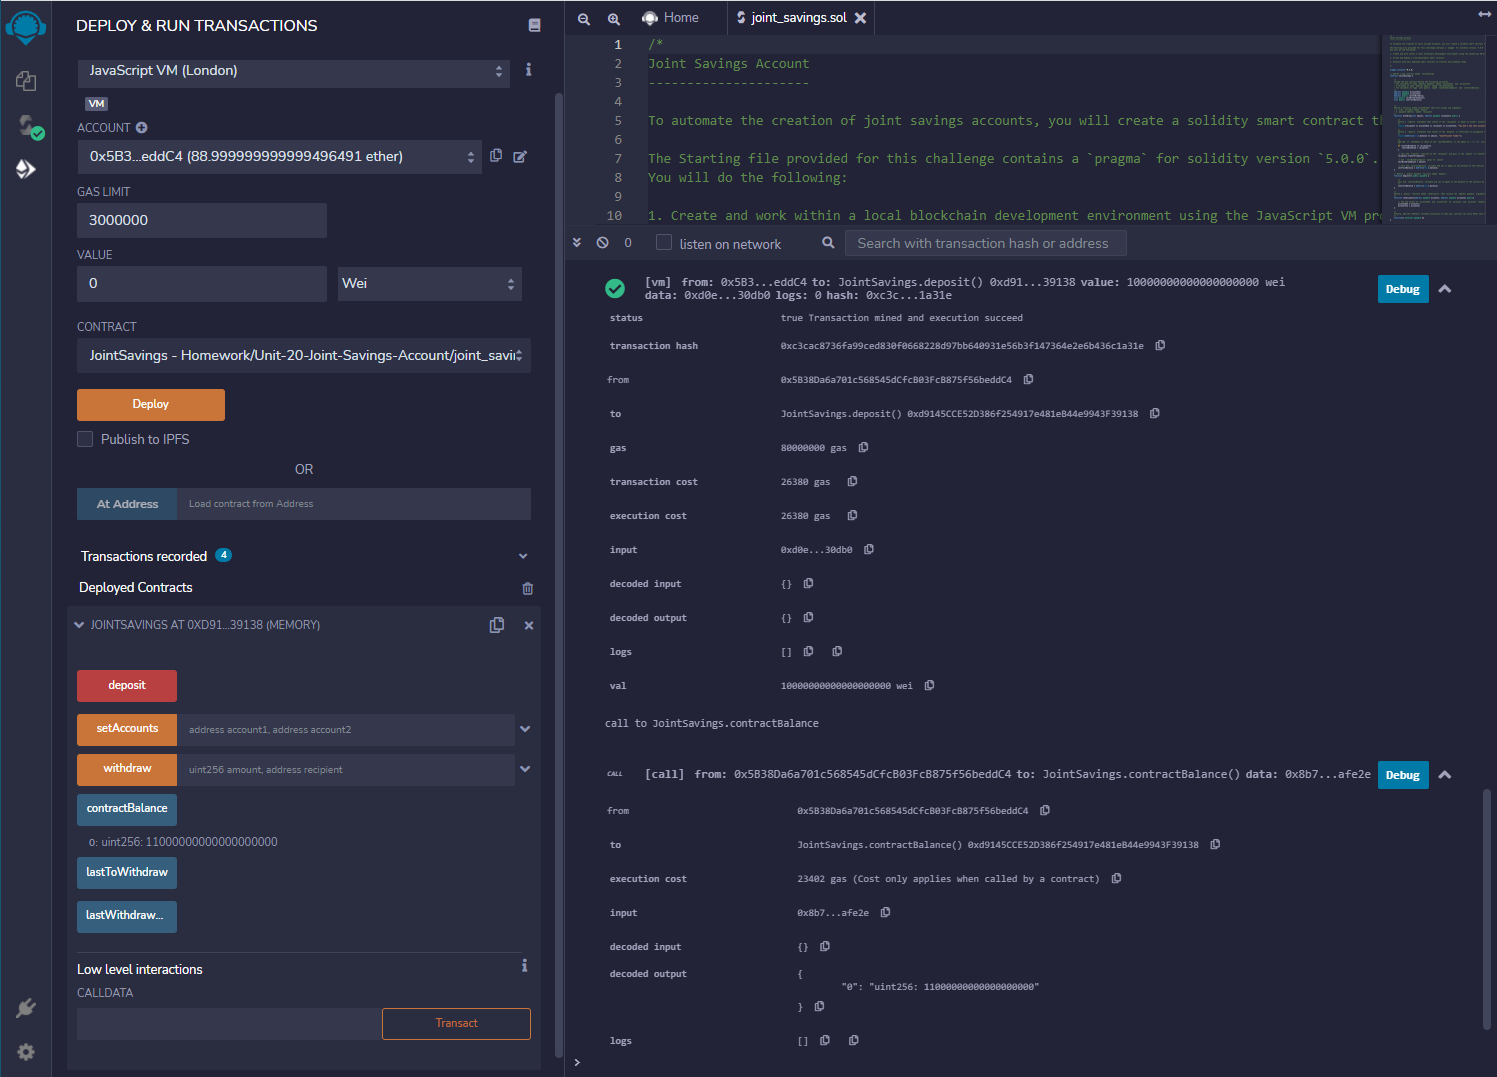 DEPLOY & RUN TRANSACTIONS
JavaScript VM (London)
VM
ACCOUNT
0x5B3...eddC4 (88.999999999999496491 ether)
GAS LIMIT
3000000
VALUE
0
Wei
CONTRACT
JointSavings - Homework/Unit-20-Joint-Savings-Account/joint_savin
Deploy
Publish to IPFS
OR
At Address
Load contract from Address
Transactions recorded 4
Deployed Contracts
JOINTSAVINGS AT 0XD91...39138 (MEMORY)
deposit
setAccounts
address account1, address account2
withdraw
uint256 amount, address recipient
contractBalance
0: uint256: 11000000000000000000
lastToWithdraw
lastWithdraw...
Low level interactions
CALLDATA
Transact
Home
joint_savings.sol
1 /*
2 Joint Savings Account
3 ---------------------
4
5 To automate the creation of joint savings accounts, you will create a solidity smart contract th
6
7 The Starting file provided for this challenge contains a `pragma` for solidity version `5.0.0`.
8 You will do the following:
9
10 1. Create and work within a local blockchain development environment using the JavaScript VM pro
0
listen on network
Search with transaction hash or address
[vm] from: 0x5B3...eddC4 to: JointSavings.deposit() 0xd91...39138 value: 10000000000000000000 wei
data: 0xd0e...30db0 logs: 0 hash: 0xc3c...1a31e
Debug
status true Transaction mined and execution succeed
transaction hash 0xc3cac8736fa99ced830f0668228d97bb640931e56b3f147364e2e6b436c1a31e
from 0x5B38Da6a701c568545dCfcB03FcB875f56beddC4
to JointSavings.deposit() 0xd9145CCE52D386f254917e481eB44e9943F39138
gas 80000000 gas
transaction cost 26380 gas
execution cost 26380 gas
input 0xd0e...30db0
decoded input {}
decoded output {}
logs []
val 10000000000000000000 wei
call to JointSavings.contractBalance
CALL [call] from: 0x5B38Da6a701c568545dCfcB03FcB875f56beddC4 to: JointSavings.contractBalance() data: 0x8b7...afe2e
Debug
from 0x5B38Da6a701c568545dCfcB03FcB875f56beddC4
to JointSavings.contractBalance() 0xd9145CCE52D386f254917e481eB44e9943F39138
execution cost 23402 gas (Cost only applies when called by a contract)
input 0x8b7...afe2e
decoded input {}
decoded output {
"0": "uint256: 11000000000000000000"
}
logs []
>